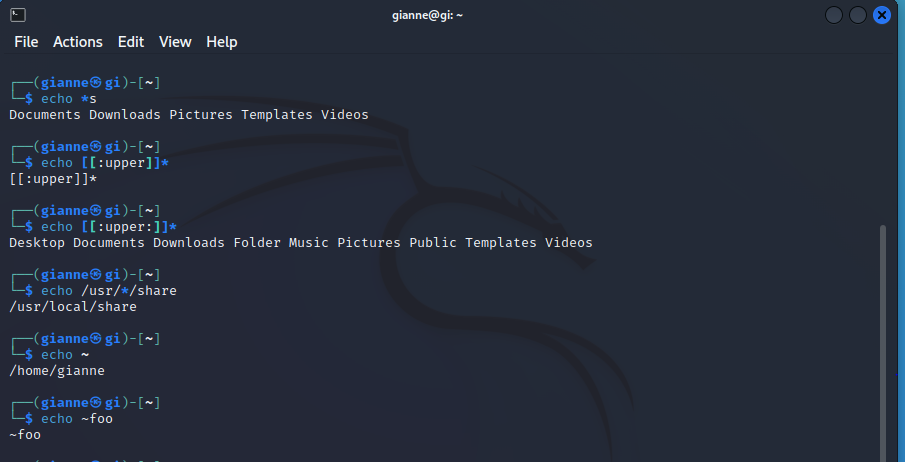 gianne@gi: ~
File Actions Edit View Help
┌──(gianne㉿gi)-[~]
└─$ echo *s
Documents Downloads Pictures Templates Videos
┌──(gianne㉿gi)-[~]
└─$ echo [[:upper]]*
[[:upper]]*
┌──(gianne㉿gi)-[~]
└─$ echo [[:upper:]]*
Desktop Documents Downloads Folder Music Pictures Public Templates Videos
┌──(gianne㉿gi)-[~]
└─$ echo /usr/*/share
/usr/local/share
┌──(gianne㉿gi)-[~]
└─$ echo ~
/home/gianne
┌──(gianne㉿gi)-[~]
└─$ echo ~foo
~foo